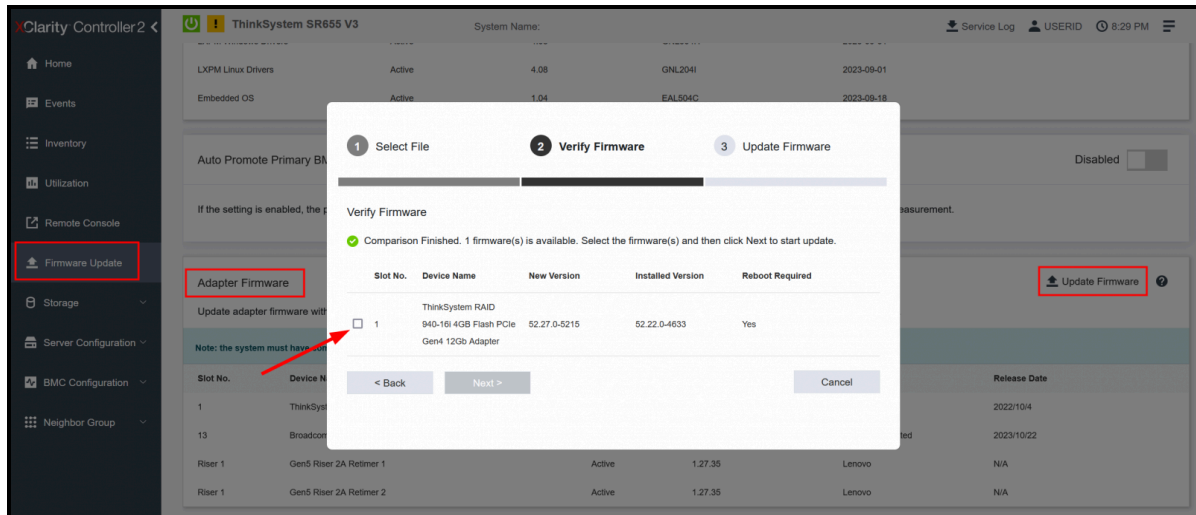 XClarity Controller 2
ThinkSystem SR655 V3
System Name:
Service Log
USERID
8:29 PM
Home
Events
Inventory
Utilization
Remote Console
Firmware Update
Storage
Server Configuration
BMC Configuration
Neighbor Group
LXPM Linux Drivers Active 4.08 GNL204I 2023-09-01
Embedded OS Active 1.04 EAL504C 2023-09-18
Auto Promote Primary BM
Disabled
If the setting is enabled, the p
easurement.
Adapter Firmware
Update Firmware
Update adapter firmware with
Note: the system must have con
Slot No. Device N Release Date
1 ThinkSyst 2022/10/4
13 Broadcom ted 2023/10/22
Riser 1 Gen5 Riser 2A Retimer 1 Active 1.27.35 Lenovo N/A
Riser 1 Gen5 Riser 2A Retimer 2 Active 1.27.35 Lenovo N/A
1 Select File
2 Verify Firmware
3 Update Firmware
Verify Firmware
Comparison Finished. 1 firmware(s) is available. Select the firmware(s) and then click Next to start update.
Slot No. Device Name New Version Installed Version Reboot Required
ThinkSystem RAID
1 940-16i 4GB Flash PCIe 52.27.0-5215 52.22.0-4633 Yes
Gen4 12Gb Adapter
< Back
Next >
Cancel